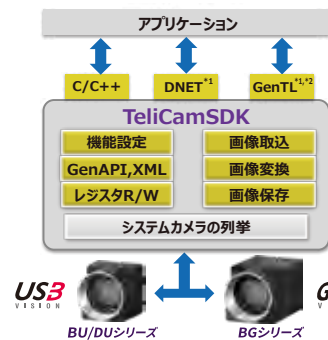 アプリケーション
C/C++ DNET*1 GenTL*1,*2
TeliCamSDK
機能設定 画像取込
GenAPI,XML 画像変換
レジスタR/W 画像保存
システムカメラの列挙
USB3
VISION
G
V
BU/DUシリーズ BGシリーズ